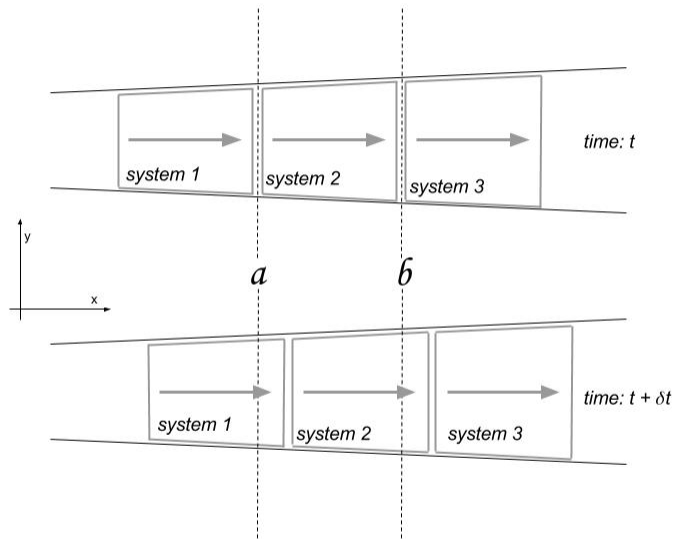 system 1
system 2
system 3
time: t
a
b
y
x
system 1
system 2
system 3
time: t + δt